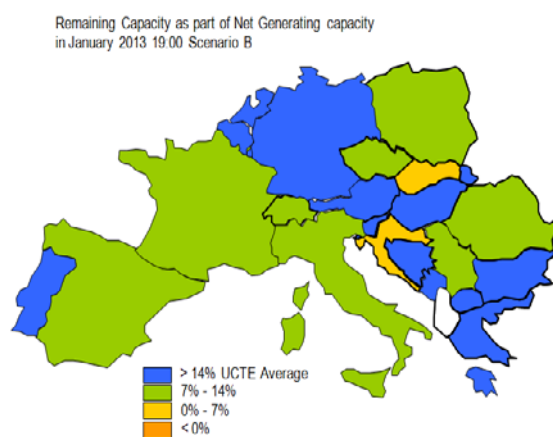 Remaining Capacity as part of Net Generating capacity
in January 2013 19:00 Scenario B
> 14% UCTE Average
7% - 14%
0% - 7%
< 0%